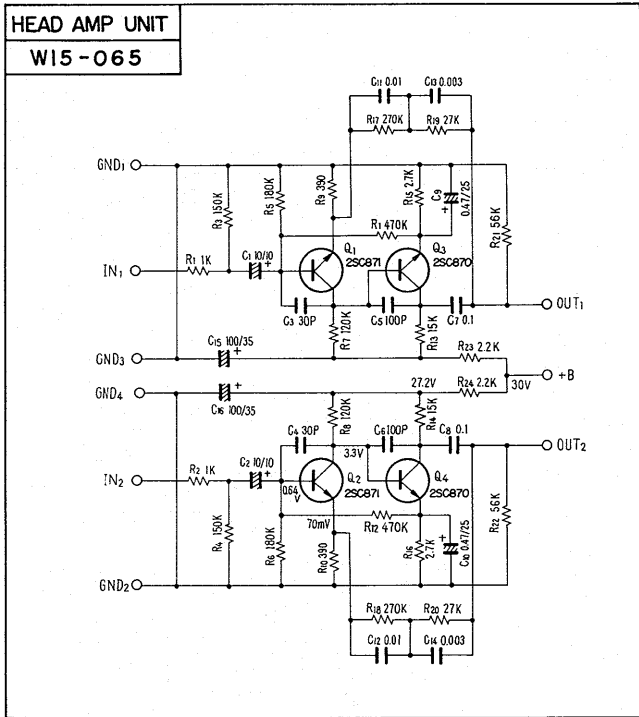 HEAD AMP UNIT
W15-065
C11 0.01
C13 0.003
R17 270K
R19 27K
GND1
R3 150K
R5 180K
R9 390
R15 2.7K
C9 0.47/25
R21 56K
R1 470K
IN1
R1 1K
C1 10/10
+
Q1
2SC871
Q3
2SC870
C3 30P
C5 100P
C7 0.1
OUT1
R7 120K
R13 15K
C15 100/35
+
R23 2.2K
GND3
+B
GND4
C16 100/35
+
27.2V
R24 2.2K
30V
R8 120K
R14 15K
C4 30P
C6 100P
C8 0.1
OUT2
3.3V
IN2
R2 1K
C2 10/10
+
0.64V
Q2
2SC871
Q4
2SC870
R4 150K
R6 180K
70mV
R12 470K
R10 390
R16 2.7K
+
C10 0.47/25
R22 56K
GND2
R18 270K
R20 27K
C12 0.01
C14 0.003